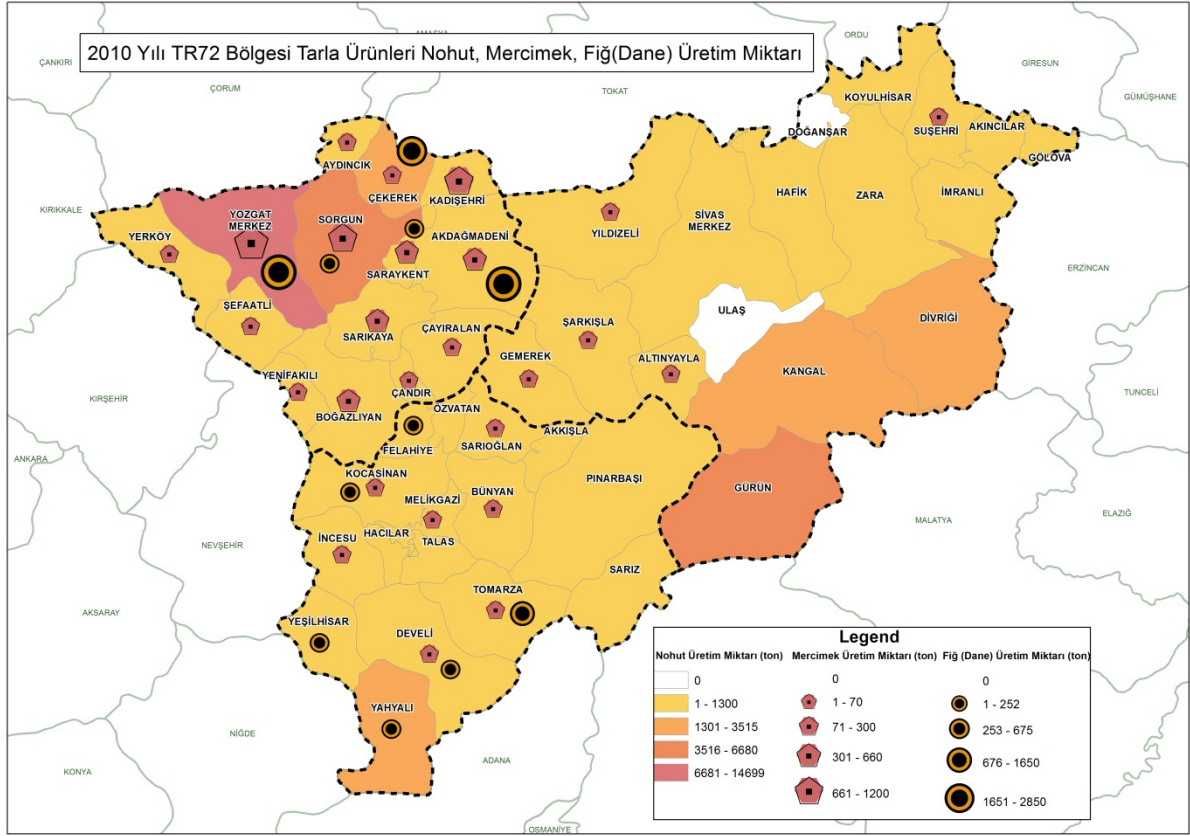 2010 Yılı TR72 Bölgesi Tarla Ürünleri Nohut, Mercimek, Fiğ(Dane) Üretim Miktarı
AMASYA
ORDU
GİRESUN
ÇANKIRI
ÇORUM
TOKAT
GÜMÜŞHANE
KOYULHİSAR
DOĞANŞAR
SUŞEHRİ
AKINCILAR
GÖLOVA
AYDINCIK
ÇEKEREK
KADIŞEHRİ
HAFİK
ZARA
İMRANLI
KIRIKKALE
YOZGAT
MERKEZ
SORGUN
YERKÖY
AKDAĞMADENİ
SARAYKENT
YILDIZELİ
SİVAS
MERKEZ
ERZİNCAN
ŞEFAATLİ
SARIKAYA
ÇAYIRALAN
ŞARKIŞLA
ULAŞ
DİVRİĞİ
GEMEREK
ALTINYAYLA
KANGAL
YENİFAKILI
ÇANDIR
BOĞAZLIYAN
KIRŞEHİR
TUNCELİ
ÖZVATAN
AKKIŞLA
SARIOĞLAN
FELAHİYE
ANKARA
KOCASİNAN
PINARBAŞI
GÜRÜN
MELİKGAZİ
BÜNYAN
MALATYA
ELAZIĞ
HACILAR
İNCESU
TALAS
NEVŞEHİR
SARIZ
AKSARAY
TOMARZA
YEŞİLHİSAR
DEVELİ
YAHYALI
NİĞDE
ADANA
KONYA
OSMANİYE
Legend
Nohut Üretim Miktarı (ton) Mercimek Üretim Miktarı (ton) Fiğ (Dane) Üretim Miktarı (ton)
0 0 0
1 - 1300 1 - 70 1 - 252
1301 - 3515 71 - 300 253 - 675
3516 - 6680 301 - 660 676 - 1650
6681 - 14699 661 - 1200 1651 - 2850